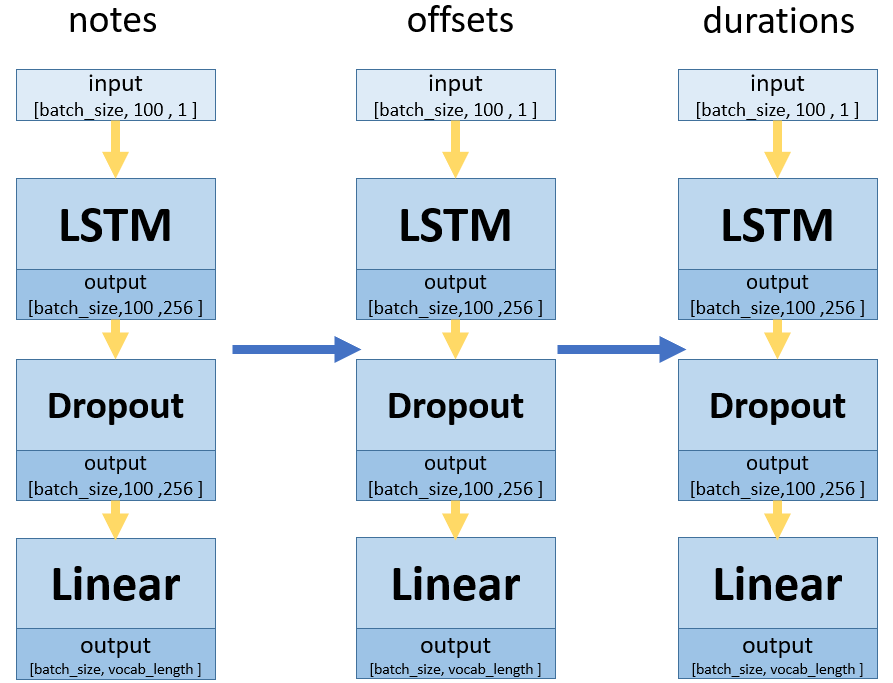 notes
input
[batch_size, 100 , 1 ]
LSTM
output
[batch_size,100 ,256 ]
Dropout
output
[batch_size,100 ,256 ]
Linear
output
[batch_size, vocab_length ]
offsets
input
[batch_size, 100 , 1 ]
LSTM
output
[batch_size,100 ,256 ]
Dropout
output
[batch_size,100 ,256 ]
Linear
output
[batch_size, vocab_length ]
durations
input
[batch_size, 100 , 1 ]
LSTM
output
[batch_size,100 ,256 ]
Dropout
output
[batch_size,100 ,256 ]
Linear
output
[batch_size, vocab_length ]